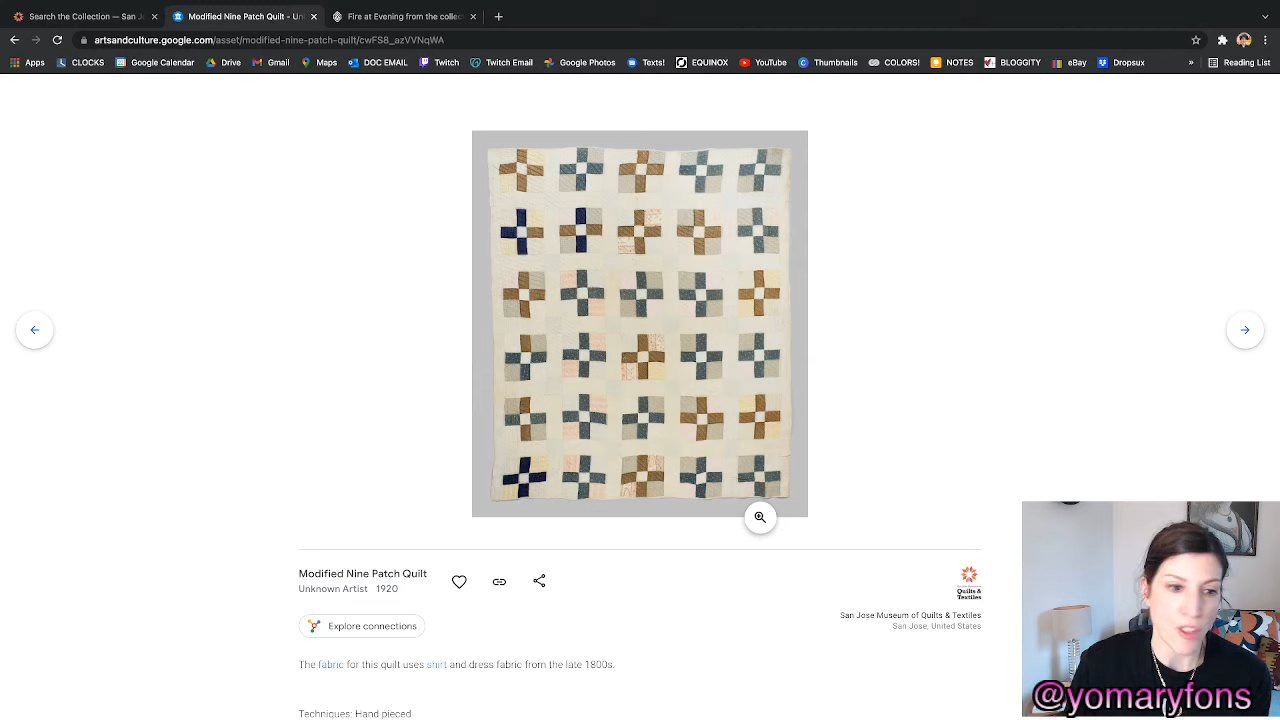 Search the Collection — San J
Modified Nine Patch Quilt - Un
Fire at Evening from the collec
artsandculture.google.com/asset/modified-nine-patch-quilt/cwFS8_azVVNqWA
Apps CLOCKS Google Calendar Drive Gmail Maps DOC EMAIL Twitch Twitch Email Google Photos Texts! EQUINOX YouTube Thumbnails COLORS! NOTES BLOGGITY eBay Dropsux » Reading List
Modified Nine Patch Quilt
Unknown Artist 1920
Quilts &
Textiles
San Jose Museum of Quilts & Textiles
San Jose, United States
Explore connections
The fabric for this quilt uses shirt and dress fabric from the late 1800s.
Techniques: Hand pieced
@yomaryfons